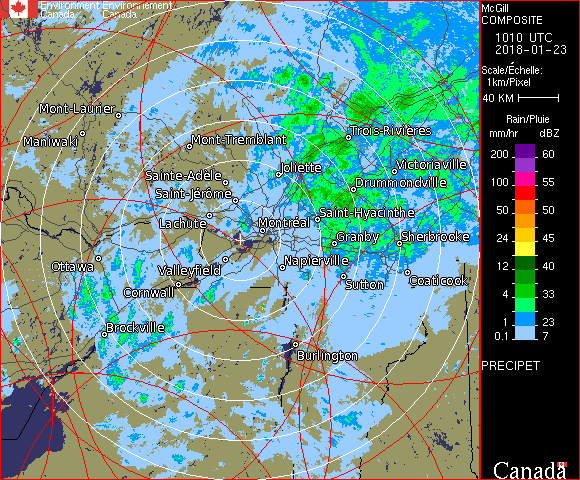 Environment Environnement
Canada Canada
McGill
COMPOSITE
1010 UTC
2018-01-23
Scale/Échelle:
1km/Pixel
40 KM
Rain/Pluie
mm/hr dBZ
200 60
100 55
50 50
24 45
12 40
4 33
1 23
0.1 7
PRECIPET
Canada
Mont-Laurier
Maniwaki
Mont-Tremblant
Trois-Rivières
Victoriaville
Joliette
Sainte-Adèle
Drummondville
Saint-Jérôme
Saint-Hyacinthe
Lachute
Montréal
Granby
Sherbrooke
Ottawa
Valleyfield
Napierville
Cornwall
Sutton
Coaticook
Brockville
Burlington